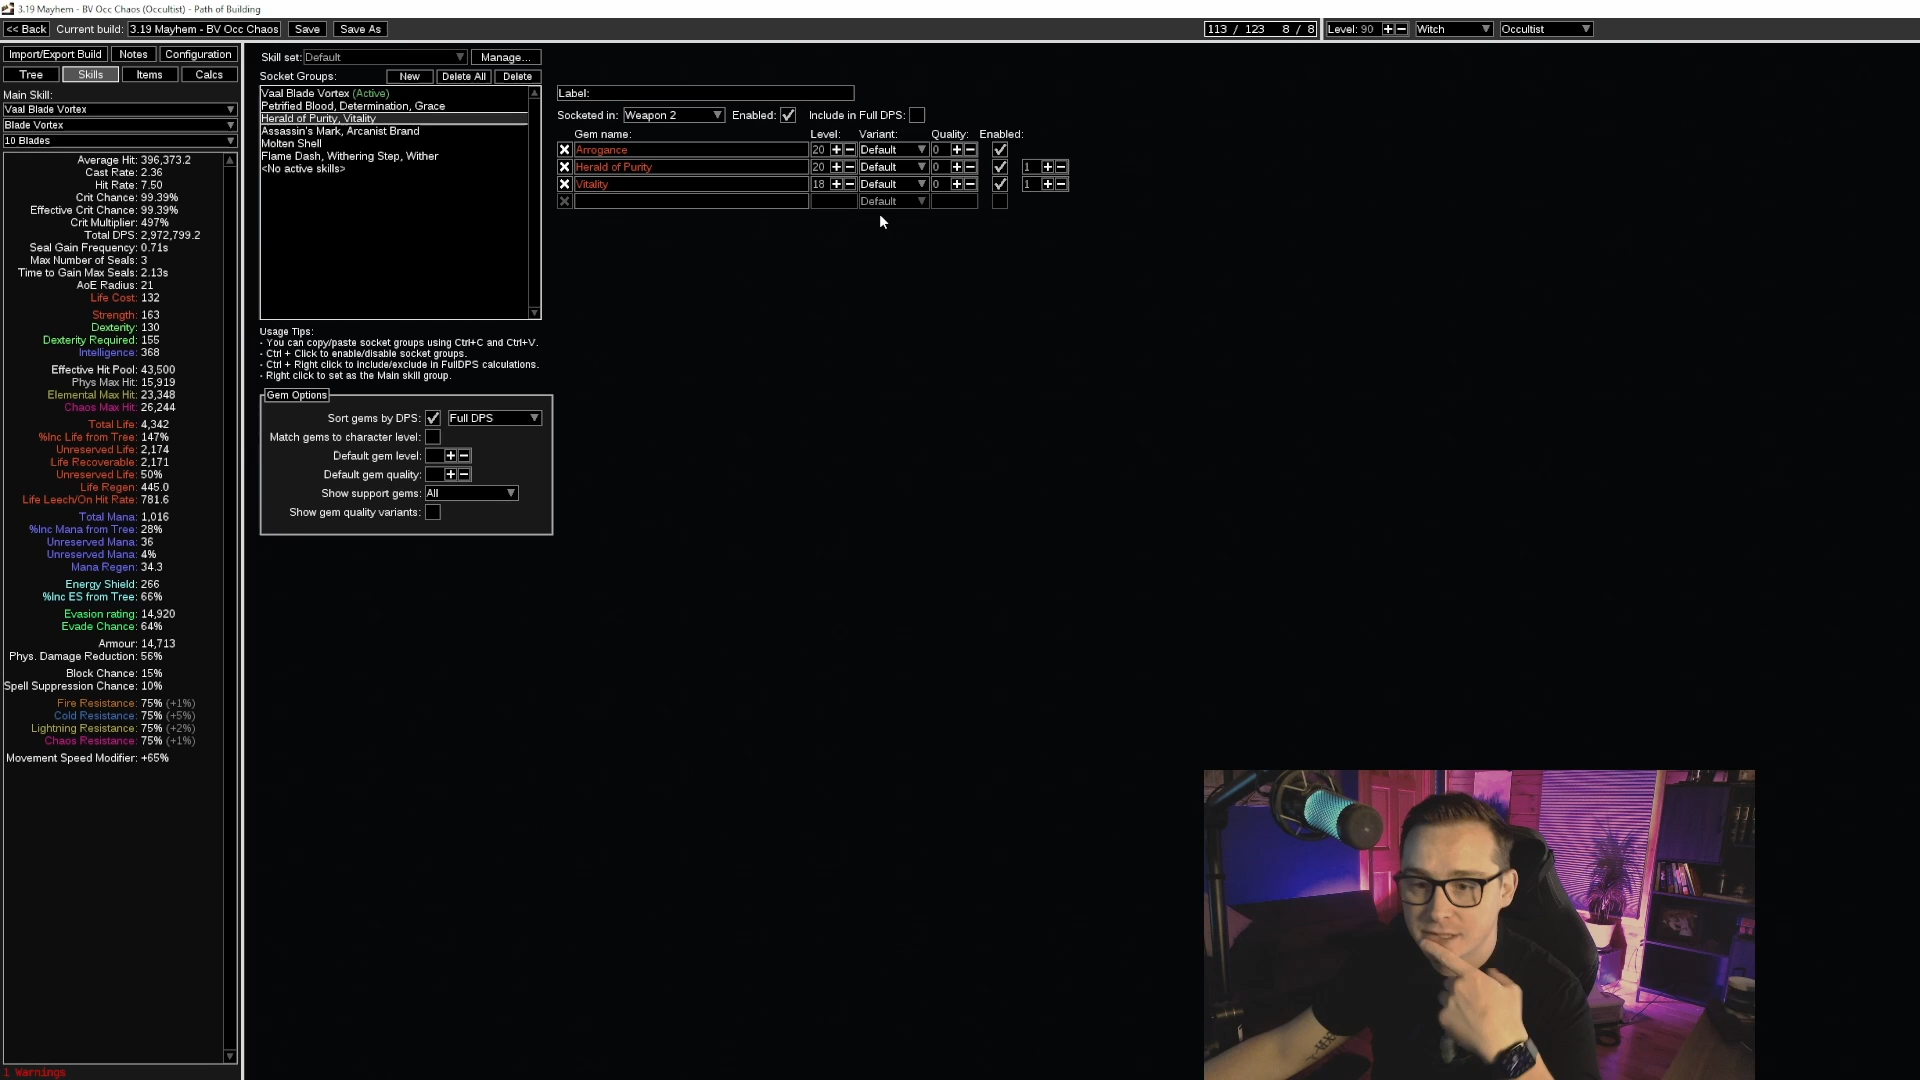 3.19 Mayhem - BV Occ Chaos (Occultist) - Path of Building
<< Back Current build: 3.19 Mayhem - BV Occ Chaos Save Save As 113 / 123 8 / 8 Level: 90 Witch Occultist
Import/Export Build Notes Configuration
Tree Skills Items Calcs
Main Skill:
Vaal Blade Vortex
Blade Vortex
10 Blades
Average Hit: 396,373.2
Cast Rate: 2.36
Hit Rate: 7.50
Crit Chance: 99.39%
Effective Crit Chance: 99.39%
Crit Multiplier: 497%
Total DPS: 2,972,799.2
Seal Gain Frequency: 0.71s
Max Number of Seals: 3
Time to Gain Max Seals: 2.13s
AoE Radius: 21
Life Cost: 132
Strength: 163
Dexterity: 130
Dexterity Required: 155
Intelligence: 368
Effective Hit Pool: 43,500
Phys Max Hit: 15,919
Elemental Max Hit: 23,348
Chaos Max Hit: 26,244
Total Life: 4,342
%Inc Life from Tree: 147%
Unreserved Life: 2,174
Life Recoverable: 2,171
Unreserved Life: 50%
Life Regen: 445.0
Life Leech/On Hit Rate: 781.6
Total Mana: 1,016
%Inc Mana from Tree: 28%
Unreserved Mana: 36
Unreserved Mana: 4%
Mana Regen: 34.3
Energy Shield: 266
%Inc ES from Tree: 66%
Evasion rating: 14,920
Evade Chance: 64%
Armour: 14,713
Phys. Damage Reduction: 56%
Block Chance: 15%
Spell Suppression Chance: 10%
Fire Resistance: 75% (+1%)
Cold Resistance: 75% (+5%)
Lightning Resistance: 75% (+2%)
Chaos Resistance: 75% (+1%)
Movement Speed Modifier: +65%
1 Warnings
Skill set: Default Manage...
Socket Groups: New Delete All Delete
Vaal Blade Vortex (Active)
Petrified Blood, Determination, Grace
Herald of Purity, Vitality
Assassin's Mark, Arcanist Brand
Molten Shell
Flame Dash, Withering Step, Wither
<No active skills>
Usage Tips:
- You can copy/paste socket groups using Ctrl+C and Ctrl+V.
- Ctrl + Click to enable/disable socket groups.
- Ctrl + Right click to include/exclude in FullDPS calculations.
- Right click to set as the Main skill group.
Gem Options
Sort gems by DPS: Full DPS
Match gems to character level:
Default gem level:
Default gem quality:
Show support gems: All
Show gem quality variants:
Label:
Socketed in: Weapon 2 Enabled: Include in Full DPS:
Gem name: Level: Variant: Quality: Enabled:
Arrogance 20 Default 0
Herald of Purity 20 Default 0 1
Vitality 18 Default 0 1
Default